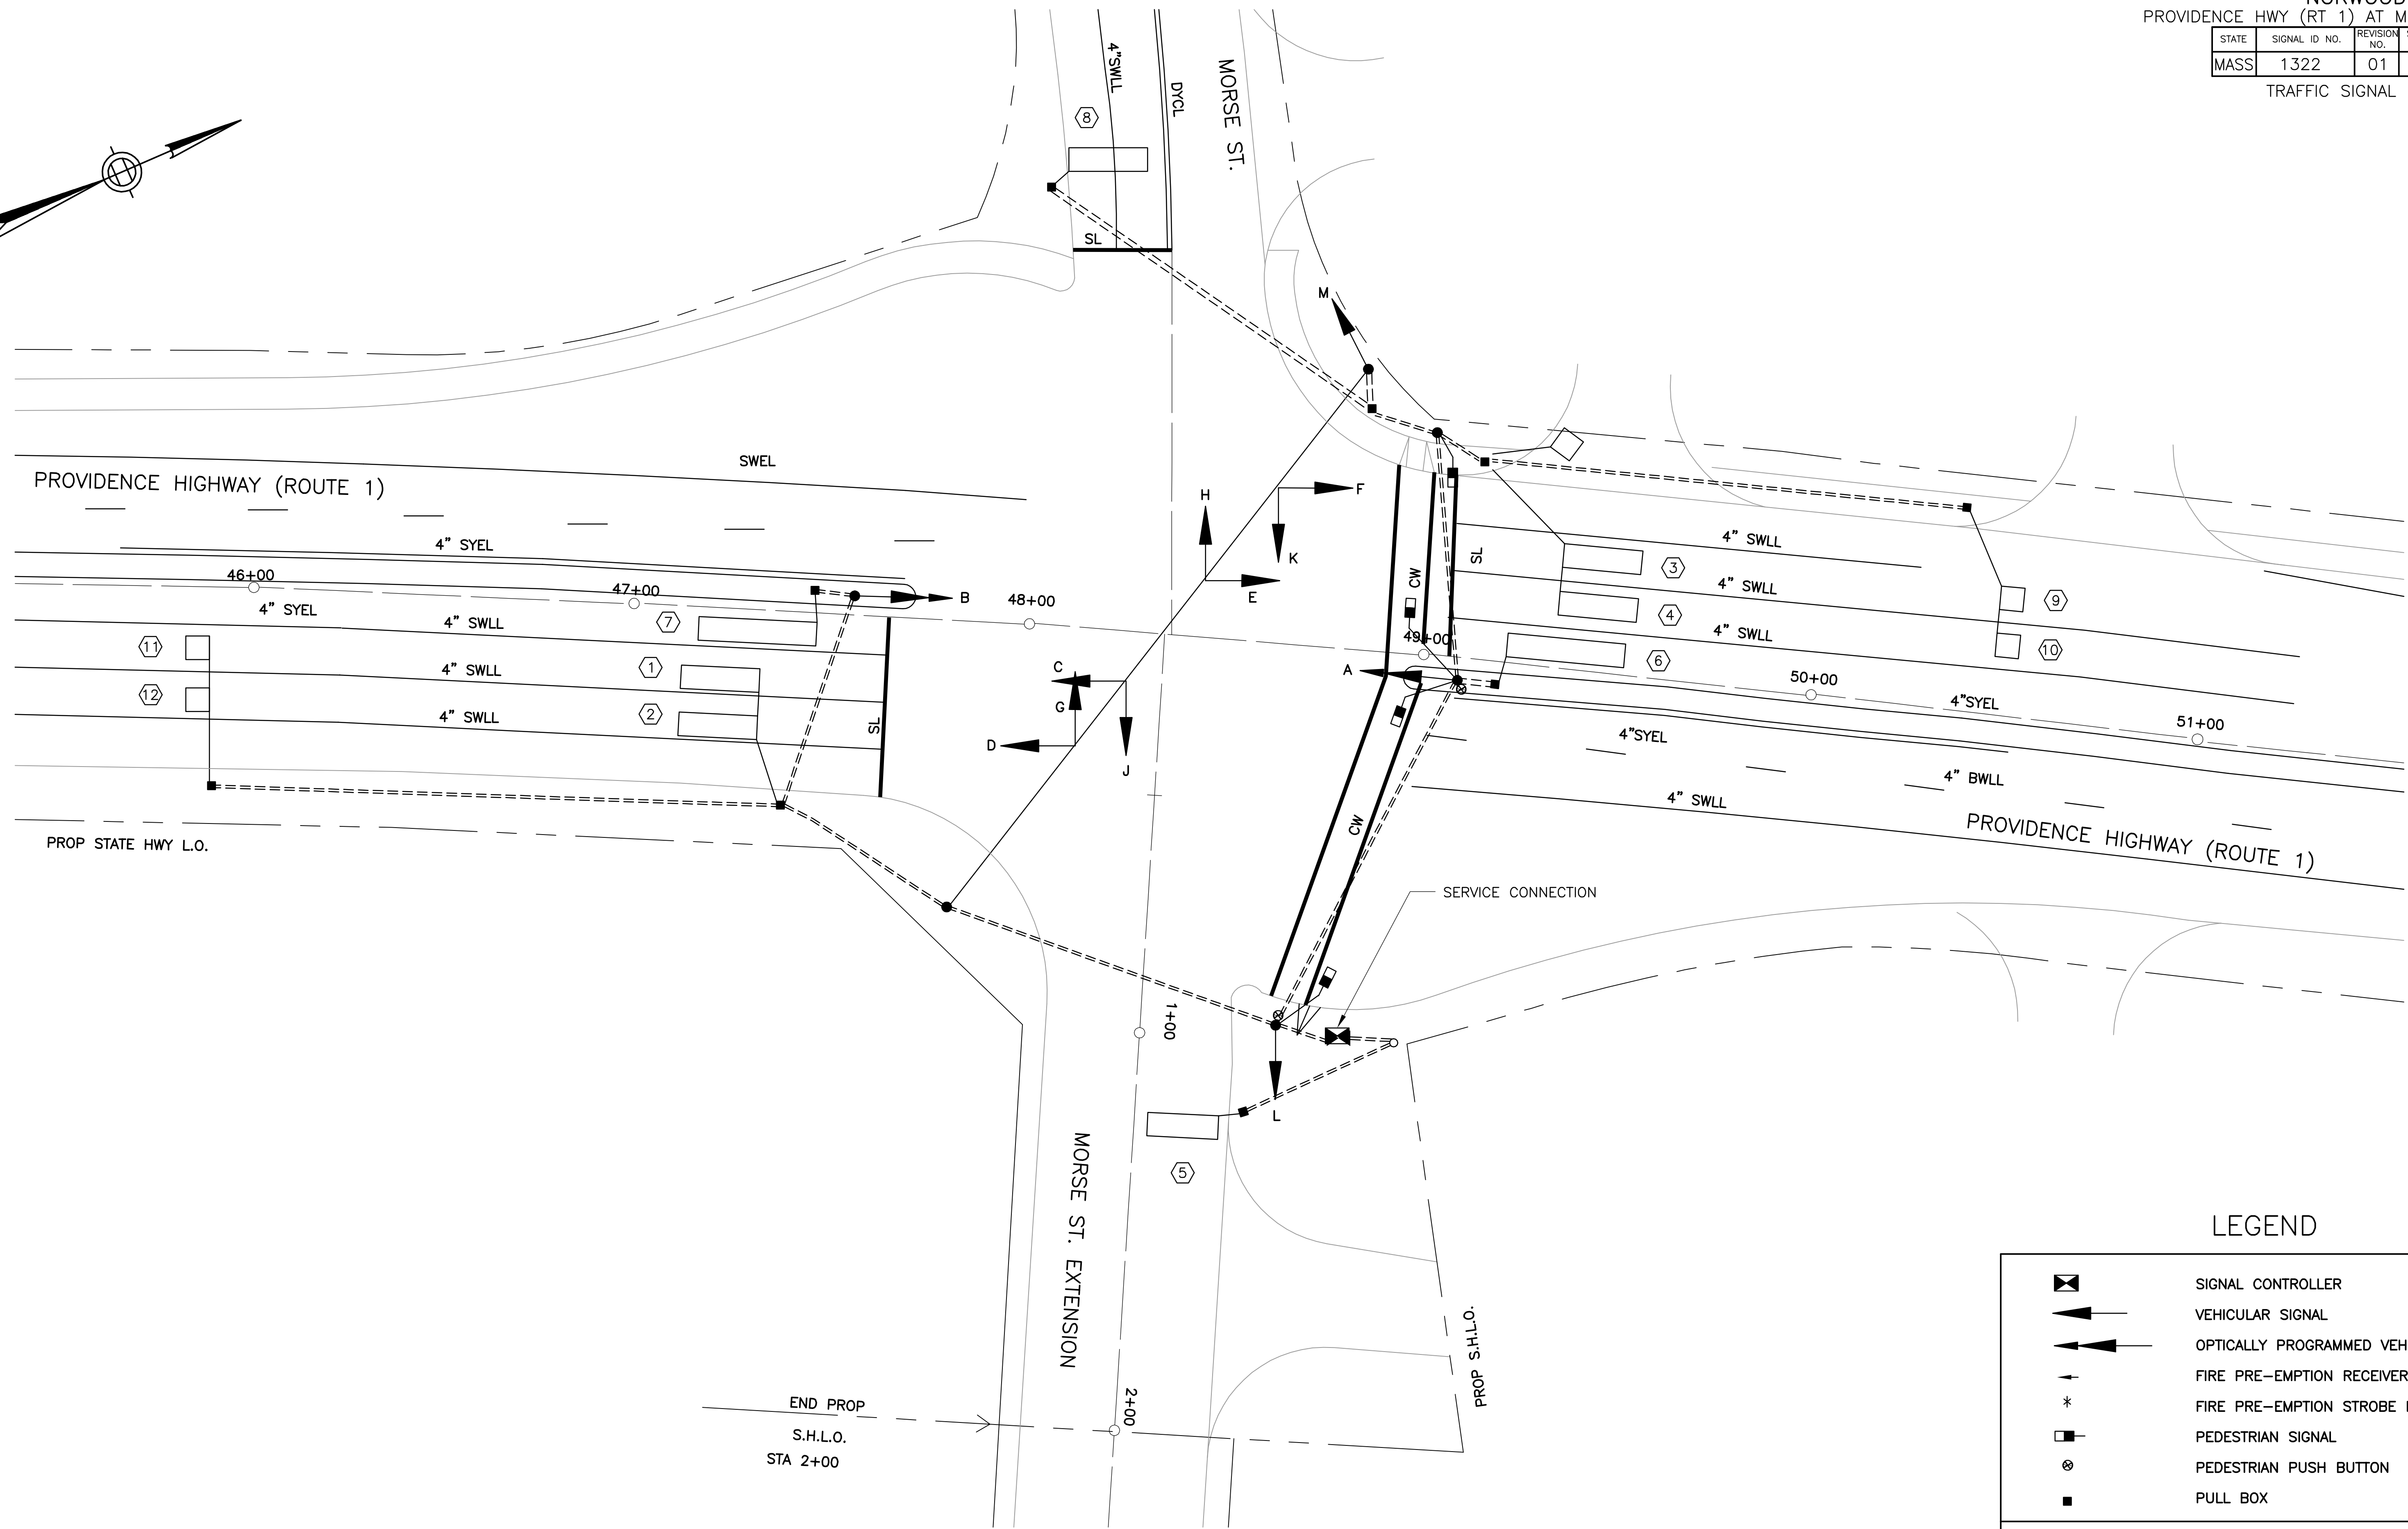 NORWOOD
PROVIDENCE HWY (RT 1) AT M
STATE SIGNAL ID NO. REVISION NO.
MASS 1322 01
TRAFFIC SIGNAL
4"SWLL
DYCL
MORSE ST.
8
SL
M
SWEL
PROVIDENCE HIGHWAY (ROUTE 1)
H
F
K
E
4" SYEL
46+00
47+00
B
48+00
4" SYEL
4" SWLL
7
11
1
4" SWLL
12
2
4" SWLL
SL
C
G
D
J
A
CW
SL
49+00
4" SWLL
3
4" SWLL
4
4" SWLL
6
9
10
50+00
4"SYEL
51+00
4"SYEL
4" BWLL
4" SWLL
PROVIDENCE HIGHWAY (ROUTE 1)
CW
PROP STATE HWY L.O.
SERVICE CONNECTION
1+00
L
5
MORSE ST. EXTENSION
PROP S.H.L.O.
2+00
END PROP
S.H.L.O.
STA 2+00
LEGEND
SIGNAL CONTROLLER
VEHICULAR SIGNAL
OPTICALLY PROGRAMMED VEH
FIRE PRE-EMPTION RECEIVER
FIRE PRE-EMPTION STROBE
PEDESTRIAN SIGNAL
PEDESTRIAN PUSH BUTTON
PULL BOX